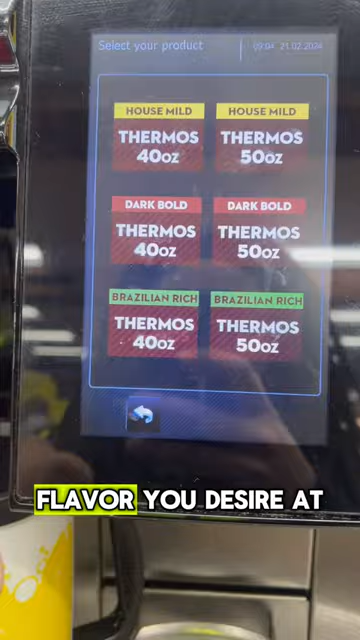 Select your product
09:04 21.02.2024
HOUSE MILD
THERMOS
40oz
HOUSE MILD
THERMOS
50oz
DARK BOLD
THERMOS
40oz
DARK BOLD
THERMOS
50oz
BRAZILIAN RICH
THERMOS
40oz
BRAZILIAN RICH
THERMOS
50oz
FLAVOR YOU DESIRE AT